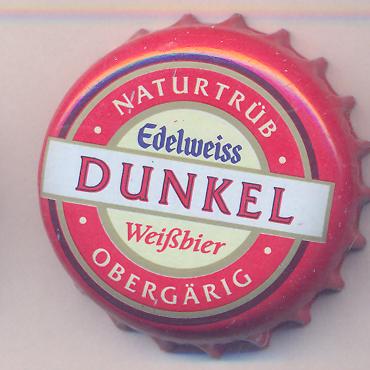 NATURTRÜB
Edelweiss
DUNKEL
Weißbier
OBERGÄRIG